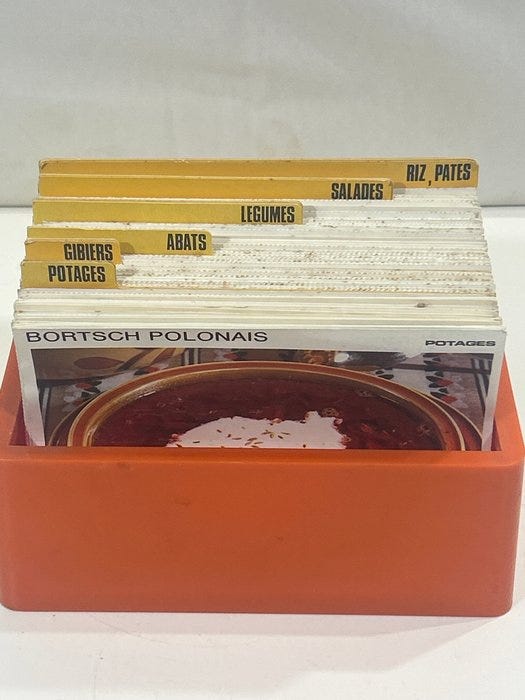 RIZ, PATES
SALADES
LEGUMES
ABATS
GIBIERS
POTAGES
BORTSCH POLONAIS
POTAGES